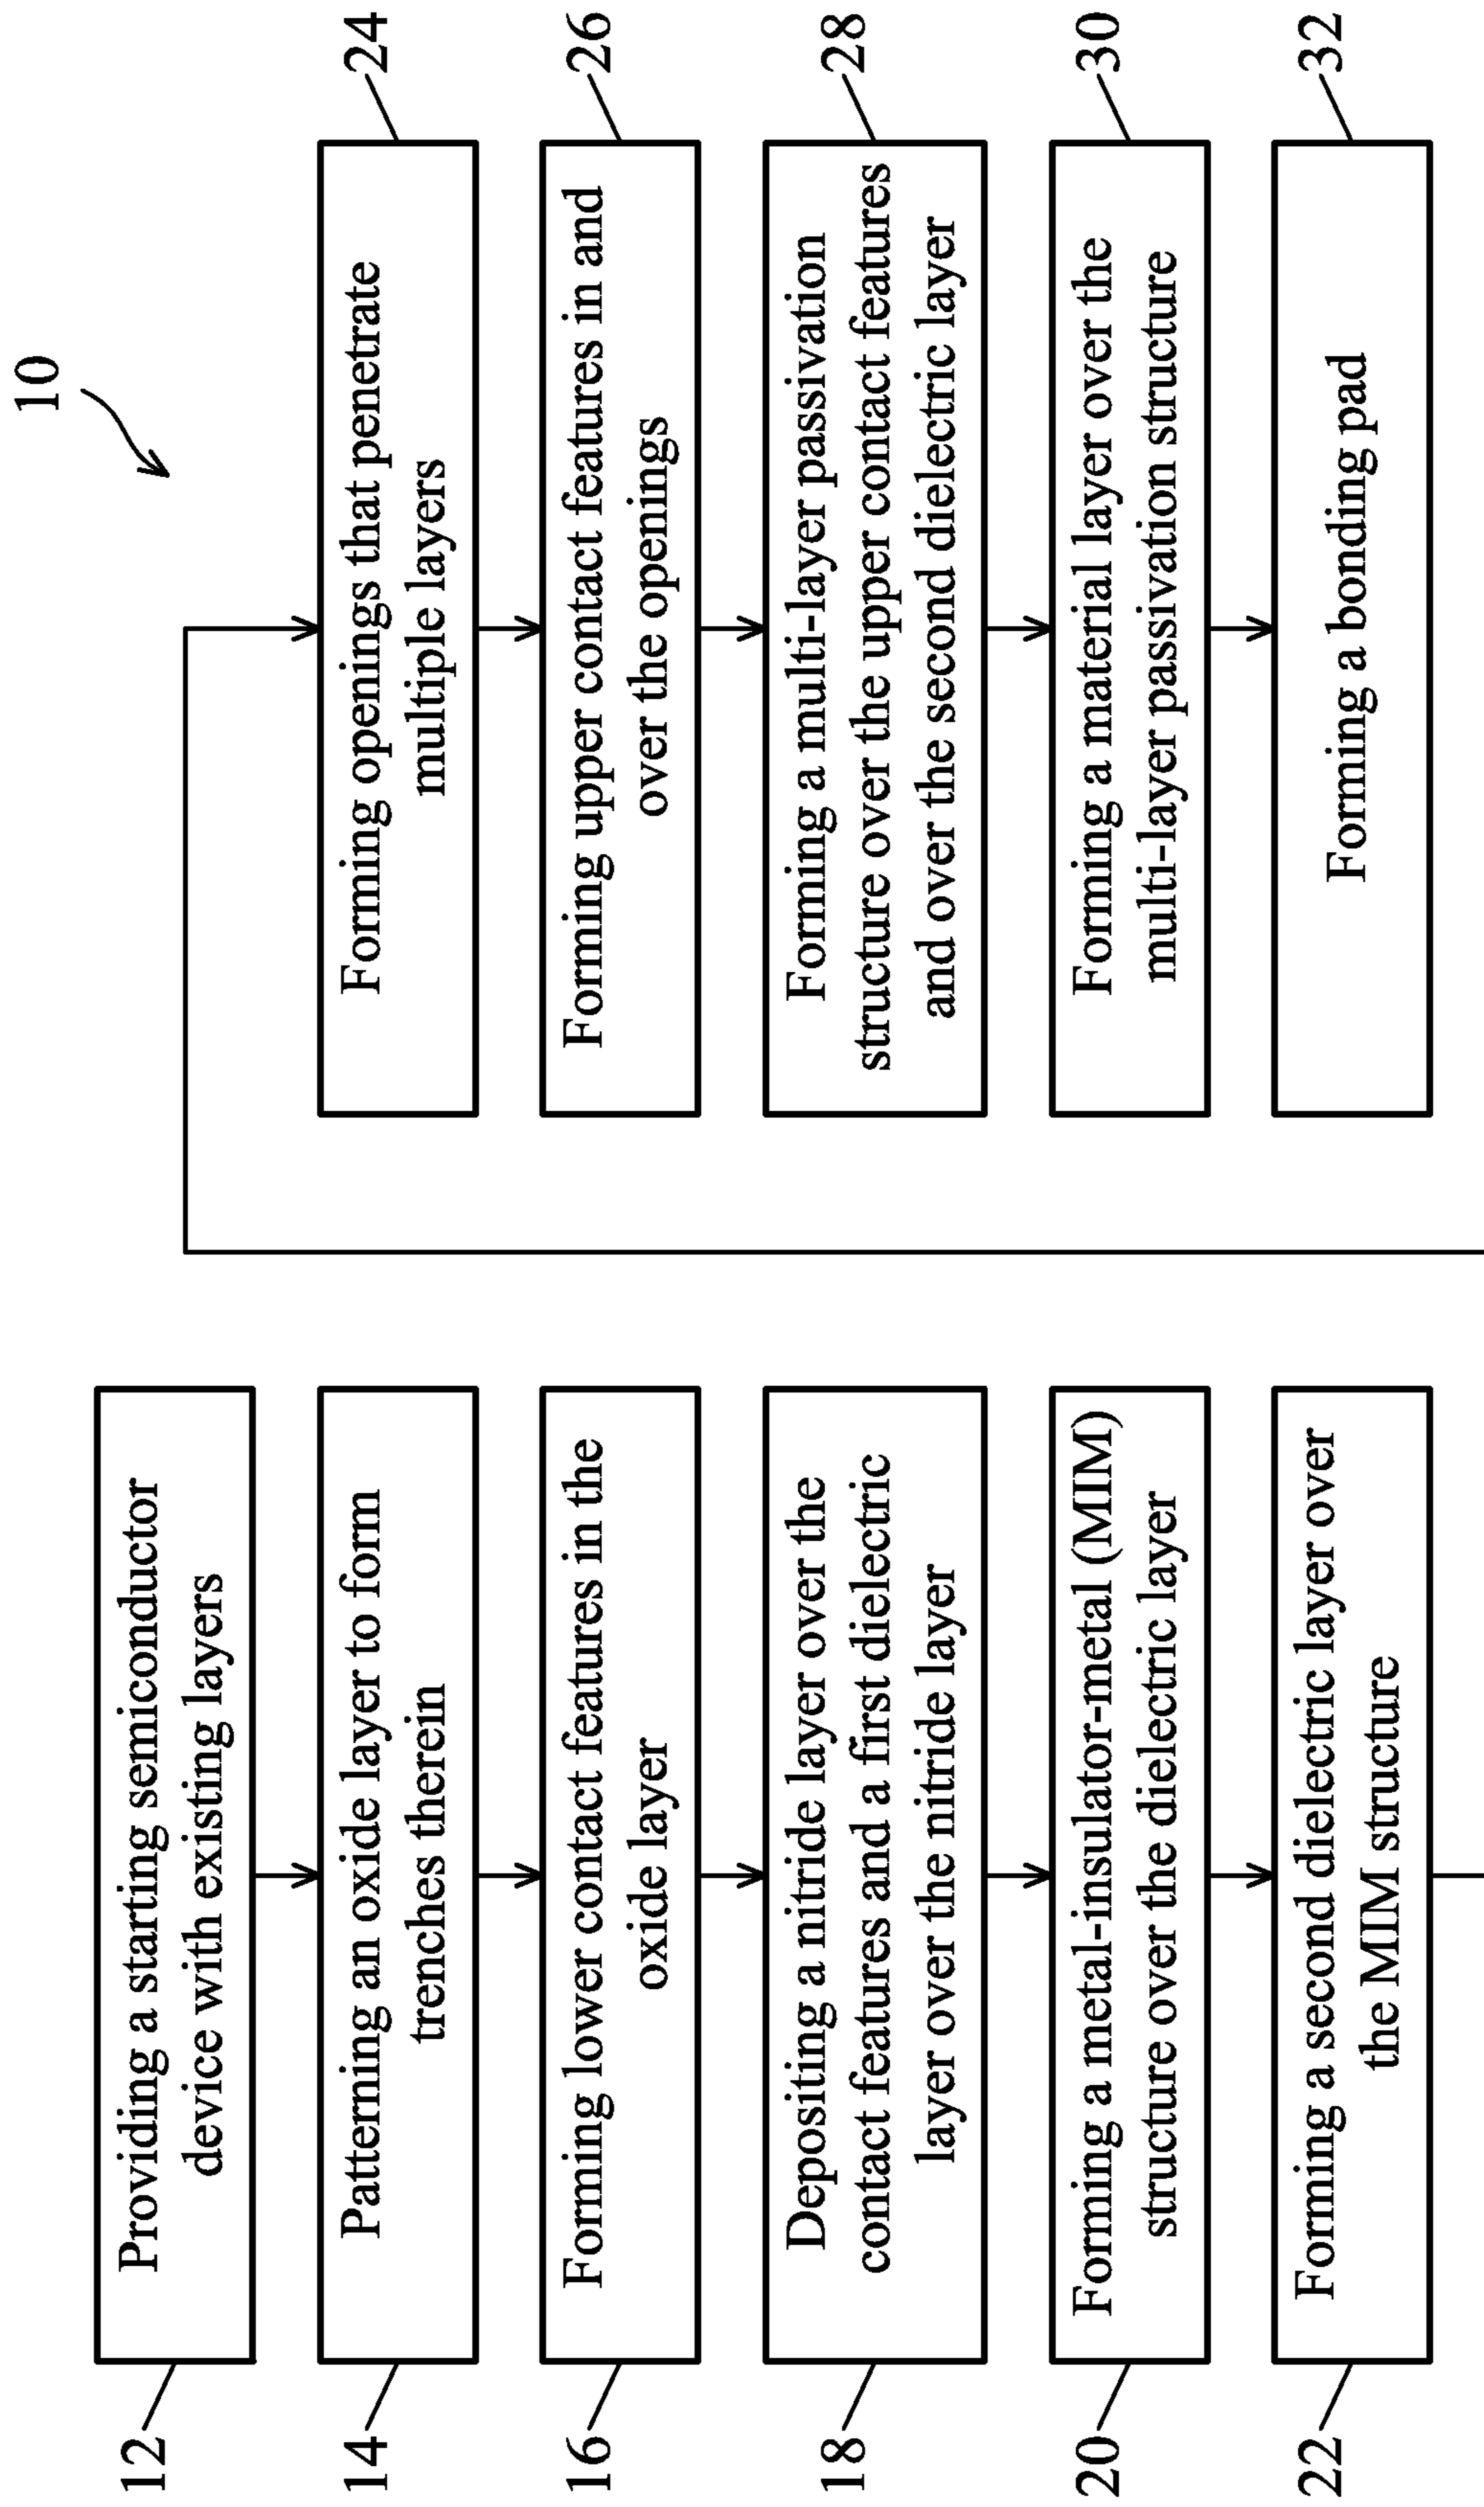 10
12
Providing a starting semiconductor
device with existing layers
14
Patterning an oxide layer to form
trenches therein
16
Forming lower contact features in the
oxide layer
18
Depositing a nitride layer over the
contact features and a first dielectric
layer over the nitride layer
20
Forming a metal-insulator-metal (MIM)
structure over the dielectric layer
22
Forming a second dielectric layer over
the MIM structure
24
Forming openings that penetrate
multiple layers
26
Forming upper contact features in and
over the openings
28
Forming a multi-layer passivation
structure over the upper contact features
and over the second dielectric layer
30
Forming a material layer over the
multi-layer passivation structure
32
Forming a bonding pad